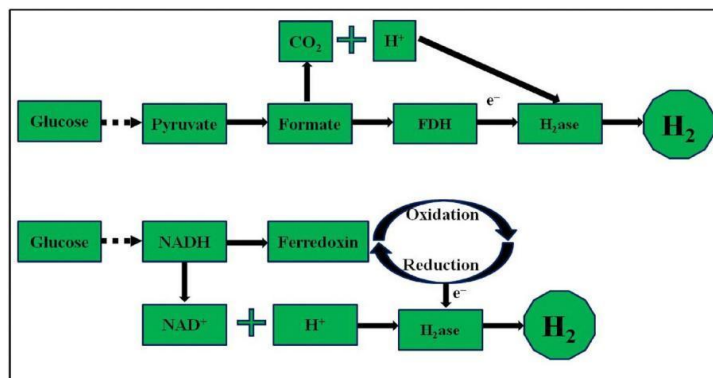 CO₂ + H⁺
e⁻
Glucose Pyruvate Formate FDH H₂ase H₂
Oxidation
Glucose NADH Ferredoxin
Reduction
e⁻
NAD⁺ + H⁺ H₂ase H₂